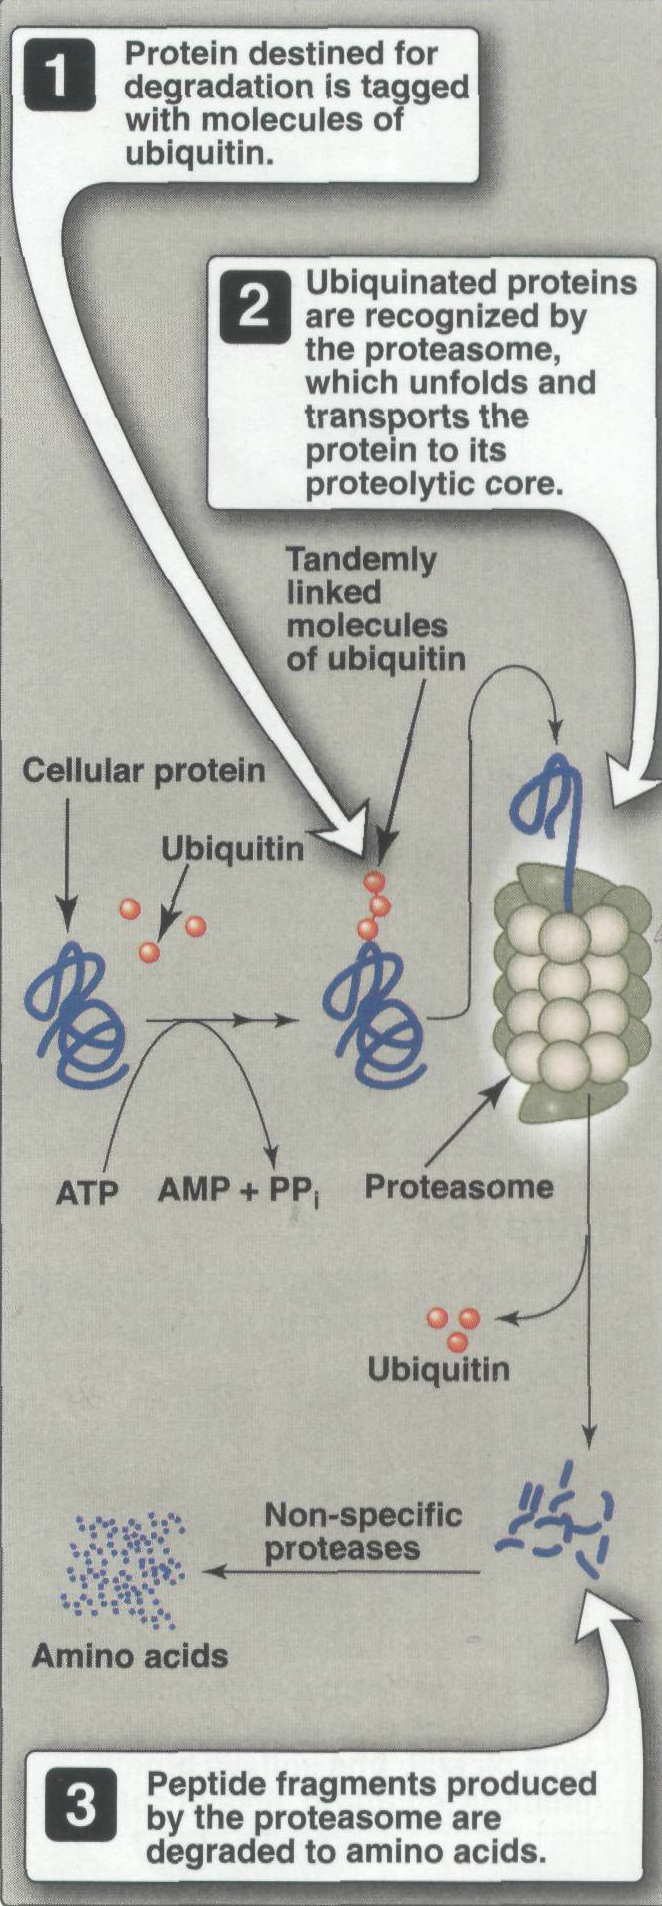 1
Protein destined for
degradation is tagged
with molecules of
ubiquitin.
2
Ubiquinated proteins
are recognized by
the proteasome,
which unfolds and
transports the
protein to its
proteolytic core.
Tandemly
linked
molecules
of ubiquitin
Cellular protein
Ubiquitin
ATP
AMP + PPi
Proteasome
Ubiquitin
Non-specific
proteases
Amino acids
3
Peptide fragments produced
by the proteasome are
degraded to amino acids.